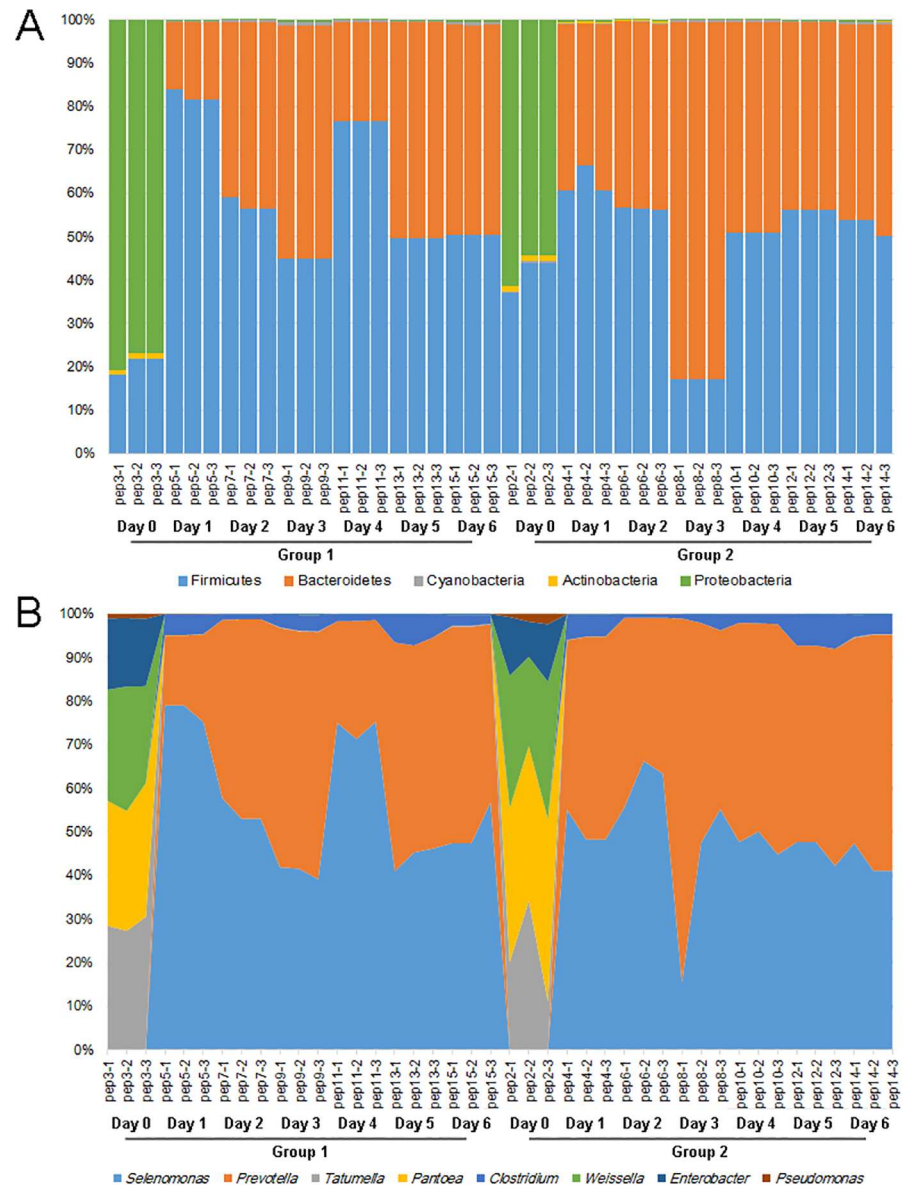 A
100%
90%
80%
70%
60%
50%
40%
30%
20%
10%
0%
pep3-1 pep3-2 pep3-3 pep5-1 pep5-2 pep5-3 pep7-1 pep7-2 pep7-3 pep9-1 pep9-2 pep9-3 pep11-1 pep11-2 pep11-3 pep13-1 pep13-2 pep13-3 pep15-1 pep15-2 pep15-3 pep2-1 pep2-2 pep2-3 pep4-1 pep4-2 pep4-3 pep6-1 pep6-2 pep6-3 pep8-1 pep8-2 pep8-3 pep10-1 pep10-2 pep10-3 pep12-1 pep12-2 pep12-3 pep14-1 pep14-2 pep14-3
Day 0 Day 1 Day 2 Day 3 Day 4 Day 5 Day 6 Day 0 Day 1 Day 2 Day 3 Day 4 Day 5 Day 6
Group 1 Group 2
Firmicutes Bacteroidetes Cyanobacteria Actinobacteria Proteobacteria
B
100%
90%
80%
70%
60%
50%
40%
30%
20%
10%
0%
pep3-1 pep3-2 pep3-3 pep5-1 pep5-2 pep5-3 pep7-1 pep7-2 pep7-3 pep9-1 pep9-2 pep9-3 pep11-1 pep11-2 pep11-3 pep13-1 pep13-2 pep13-3 pep15-1 pep15-2 pep15-3 pep2-1 pep2-2 pep2-3 pep4-1 pep4-2 pep4-3 pep6-1 pep6-2 pep6-3 pep8-1 pep8-2 pep8-3 pep10-1 pep10-2 pep10-3 pep12-1 pep12-2 pep12-3 pep14-1 pep14-2 pep14-3
Day 0 Day 1 Day 2 Day 3 Day 4 Day 5 Day 6 Day 0 Day 1 Day 2 Day 3 Day 4 Day 5 Day 6
Group 1 Group 2
Selenomonas Prevotella Tatumella Pantoea Clostridium Weissella Enterobacter Pseudomonas